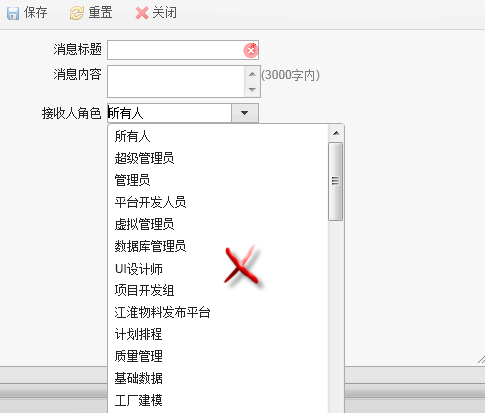 保存 重置 关闭
消息标题
消息内容 (3000字内)
接收人角色 所有人
所有人
超级管理员
管理员
平台开发人员
虚拟管理员
数据库管理员
UI设计师
项目开发组
江淮物料发布平台
计划排程
质量管理
基础数据
工厂建模